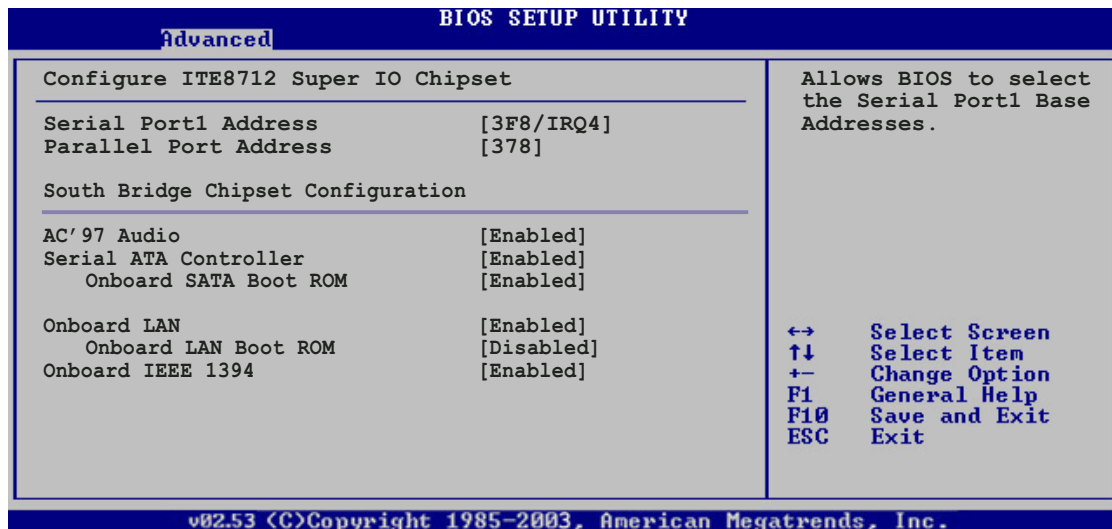 BIOS SETUP UTILITY
Advanced
Configure ITE8712 Super IO Chipset
Serial Port1 Address [3F8/IRQ4]
Parallel Port Address [378]
South Bridge Chipset Configuration
AC'97 Audio [Enabled]
Serial ATA Controller [Enabled]
Onboard SATA Boot ROM [Enabled]
Onboard LAN [Enabled]
Onboard LAN Boot ROM [Disabled]
Onboard IEEE 1394 [Enabled]
Allows BIOS to select
the Serial Port1 Base
Addresses.
←→ Select Screen
↑↓ Select Item
+- Change Option
F1 General Help
F10 Save and Exit
ESC Exit
v02.53 (C)Copyright 1985-2003, American Megatrends, Inc.